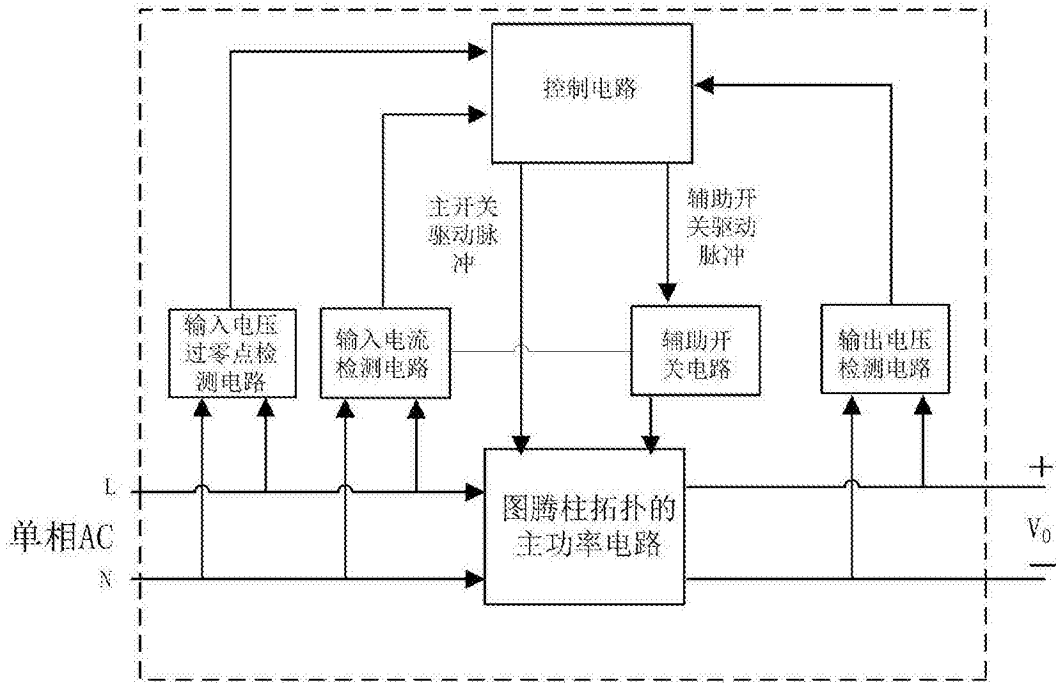 控制电路
主开关
驱动脉
冲
辅助开
关驱动
脉冲
输入电压
过零点检
测电路
输入电流
检测电路
辅助开
关电路
输出电压
检测电路
L
单相AC
N
图腾柱拓扑的
主功率电路
+
V₀
−